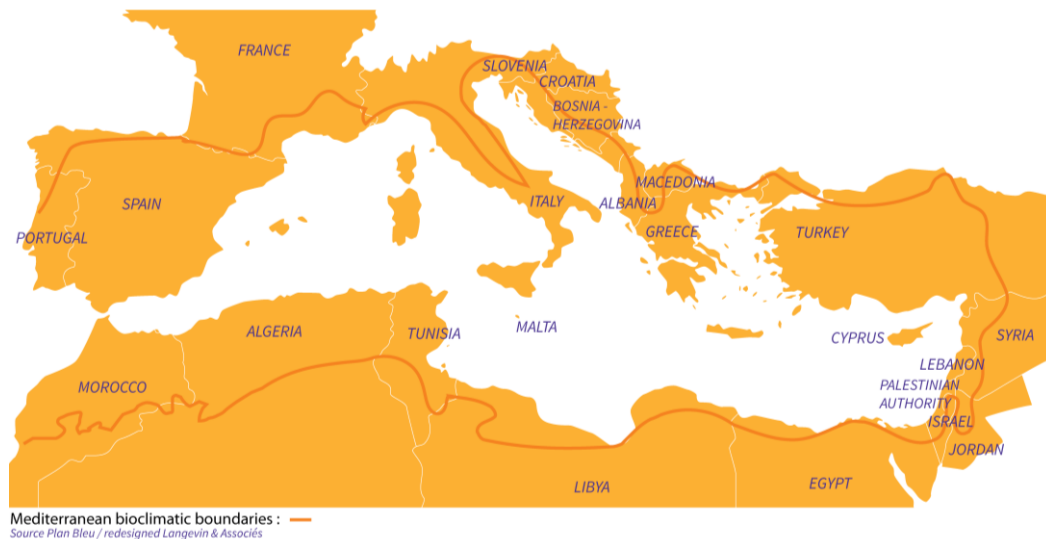 FRANCE
SLOVENIA
CROATIA
BOSNIA -
HERZEGOVINA
MACEDONIA
ITALY
ALBANIA
SPAIN
PORTUGAL
GREECE
TURKEY
ALGERIA
TUNISIA
MALTA
CYPRUS
SYRIA
LEBANON
MOROCCO
PALESTINIAN
AUTHORITY
ISRAEL
JORDAN
LIBYA
EGYPT
Mediterranean bioclimatic boundaries :
Source Plan Bleu / redesigned Langevin & Associés